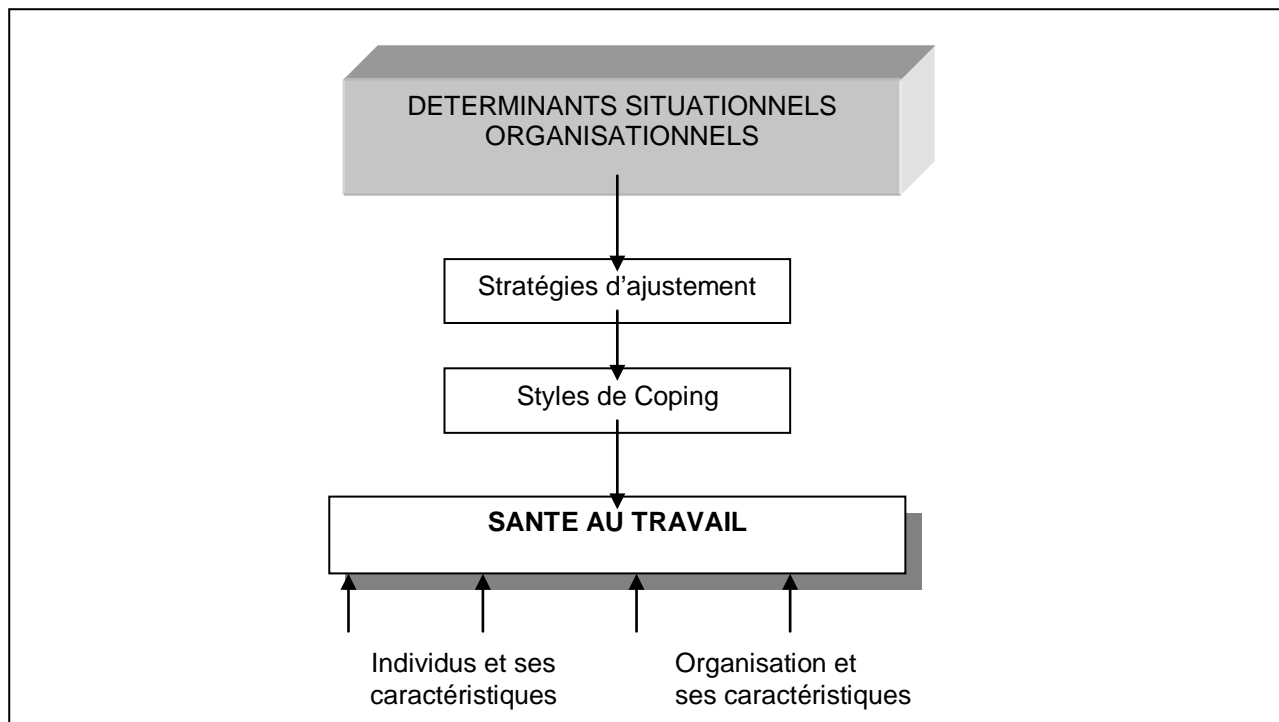 DETERMINANTS SITUATIONNELS
ORGANISATIONNELS
Stratégies d’ajustement
Styles de Coping
SANTE AU TRAVAIL
Individus et ses
caractéristiques
Organisation et
ses caractéristiques